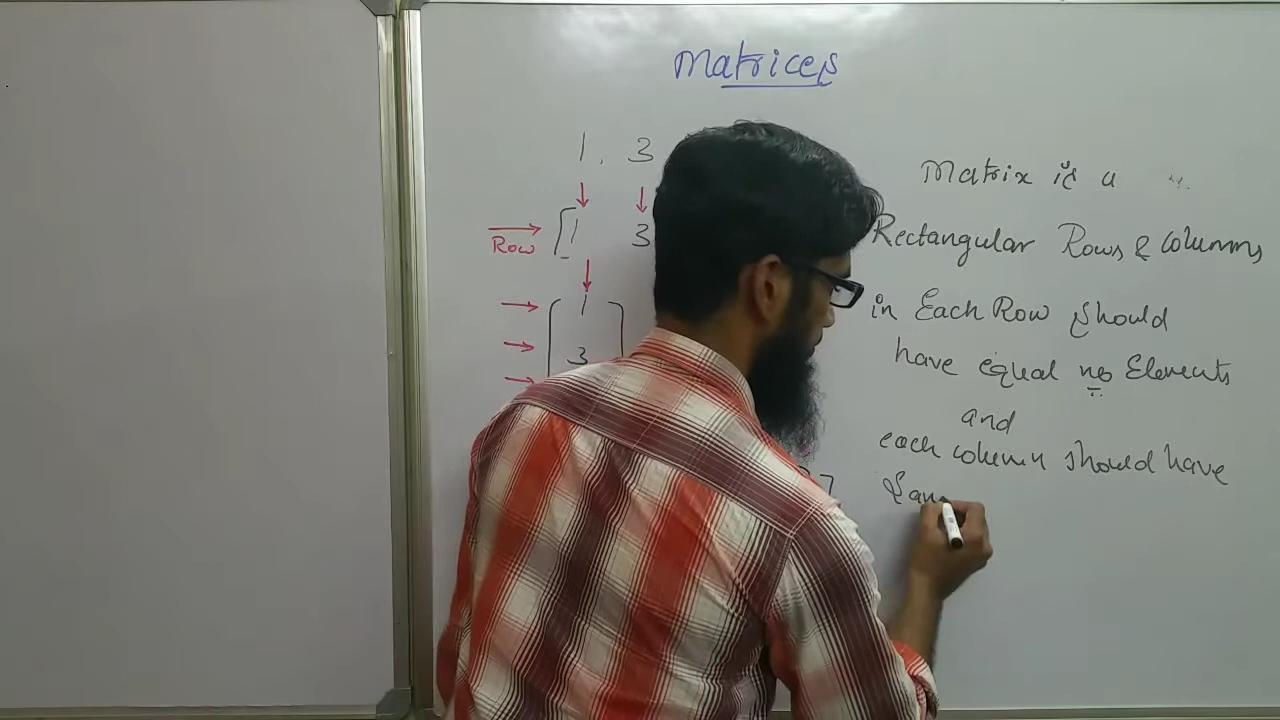 Matrices
1, 3
Row → [1 3
1
3
Matrix is a
Rectangular Rows & columns
in Each Row should
have equal no Elements
and
each column should have
Sam